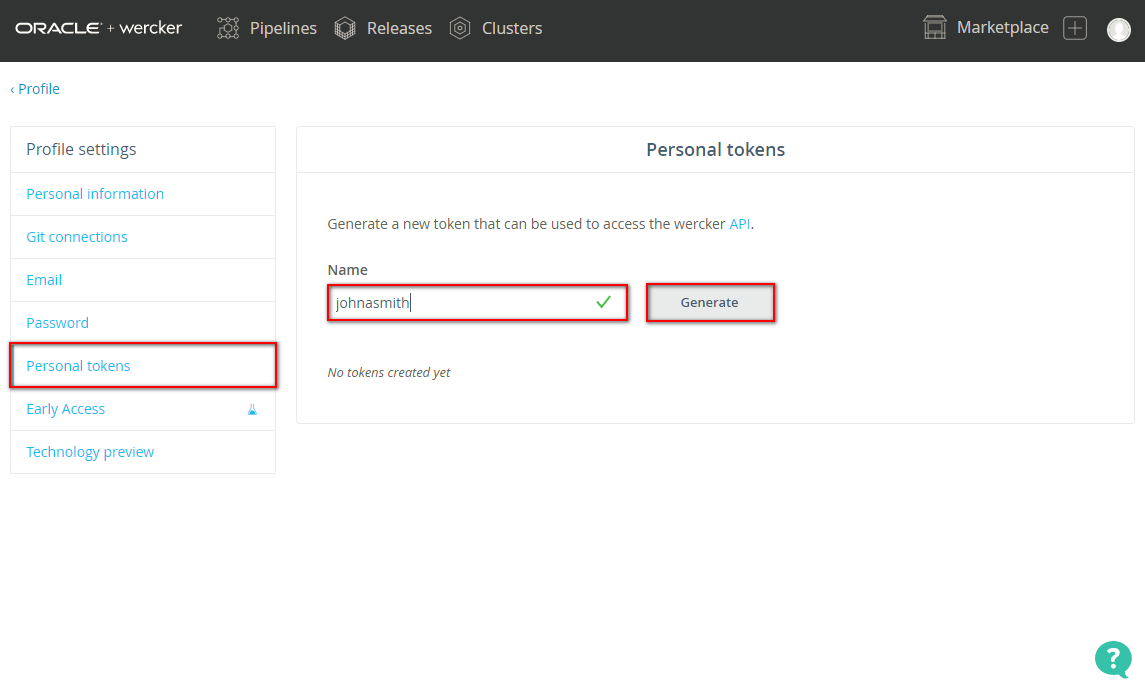 ORACLE + wercker Pipelines Releases Clusters Marketplace
‹ Profile
Profile settings
Personal information
Git connections
Email
Password
Personal tokens
Early Access
Technology preview
Personal tokens
Generate a new token that can be used to access the wercker API.
Name
johnasmith
Generate
No tokens created yet
?